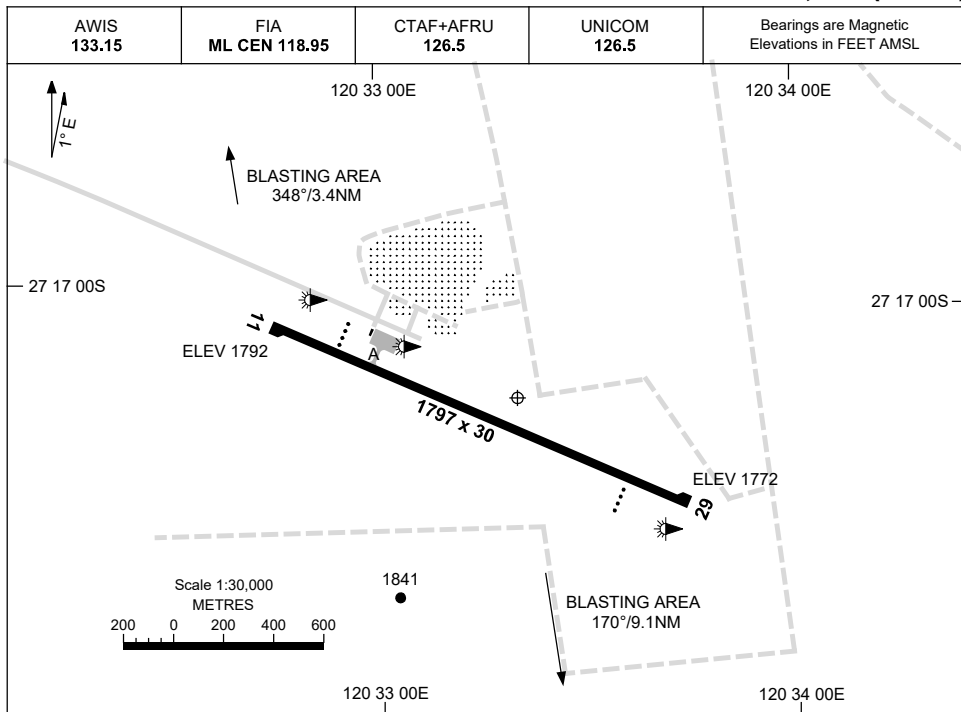 AWIS
133.15
FIA
ML CEN 118.95
CTAF+AFRU
126.5
UNICOM
126.5
Bearings are Magnetic
Elevations in FEET AMSL
120 33 00E
120 34 00E
1° E
BLASTING AREA
348°/3.4NM
27 17 00S
27 17 00S
11
ELEV 1792
A
1797 x 30
ELEV 1772
29
Scale 1:30,000
METRES
200 0 200 400 600
1841
BLASTING AREA
170°/9.1NM
120 33 00E
120 34 00E